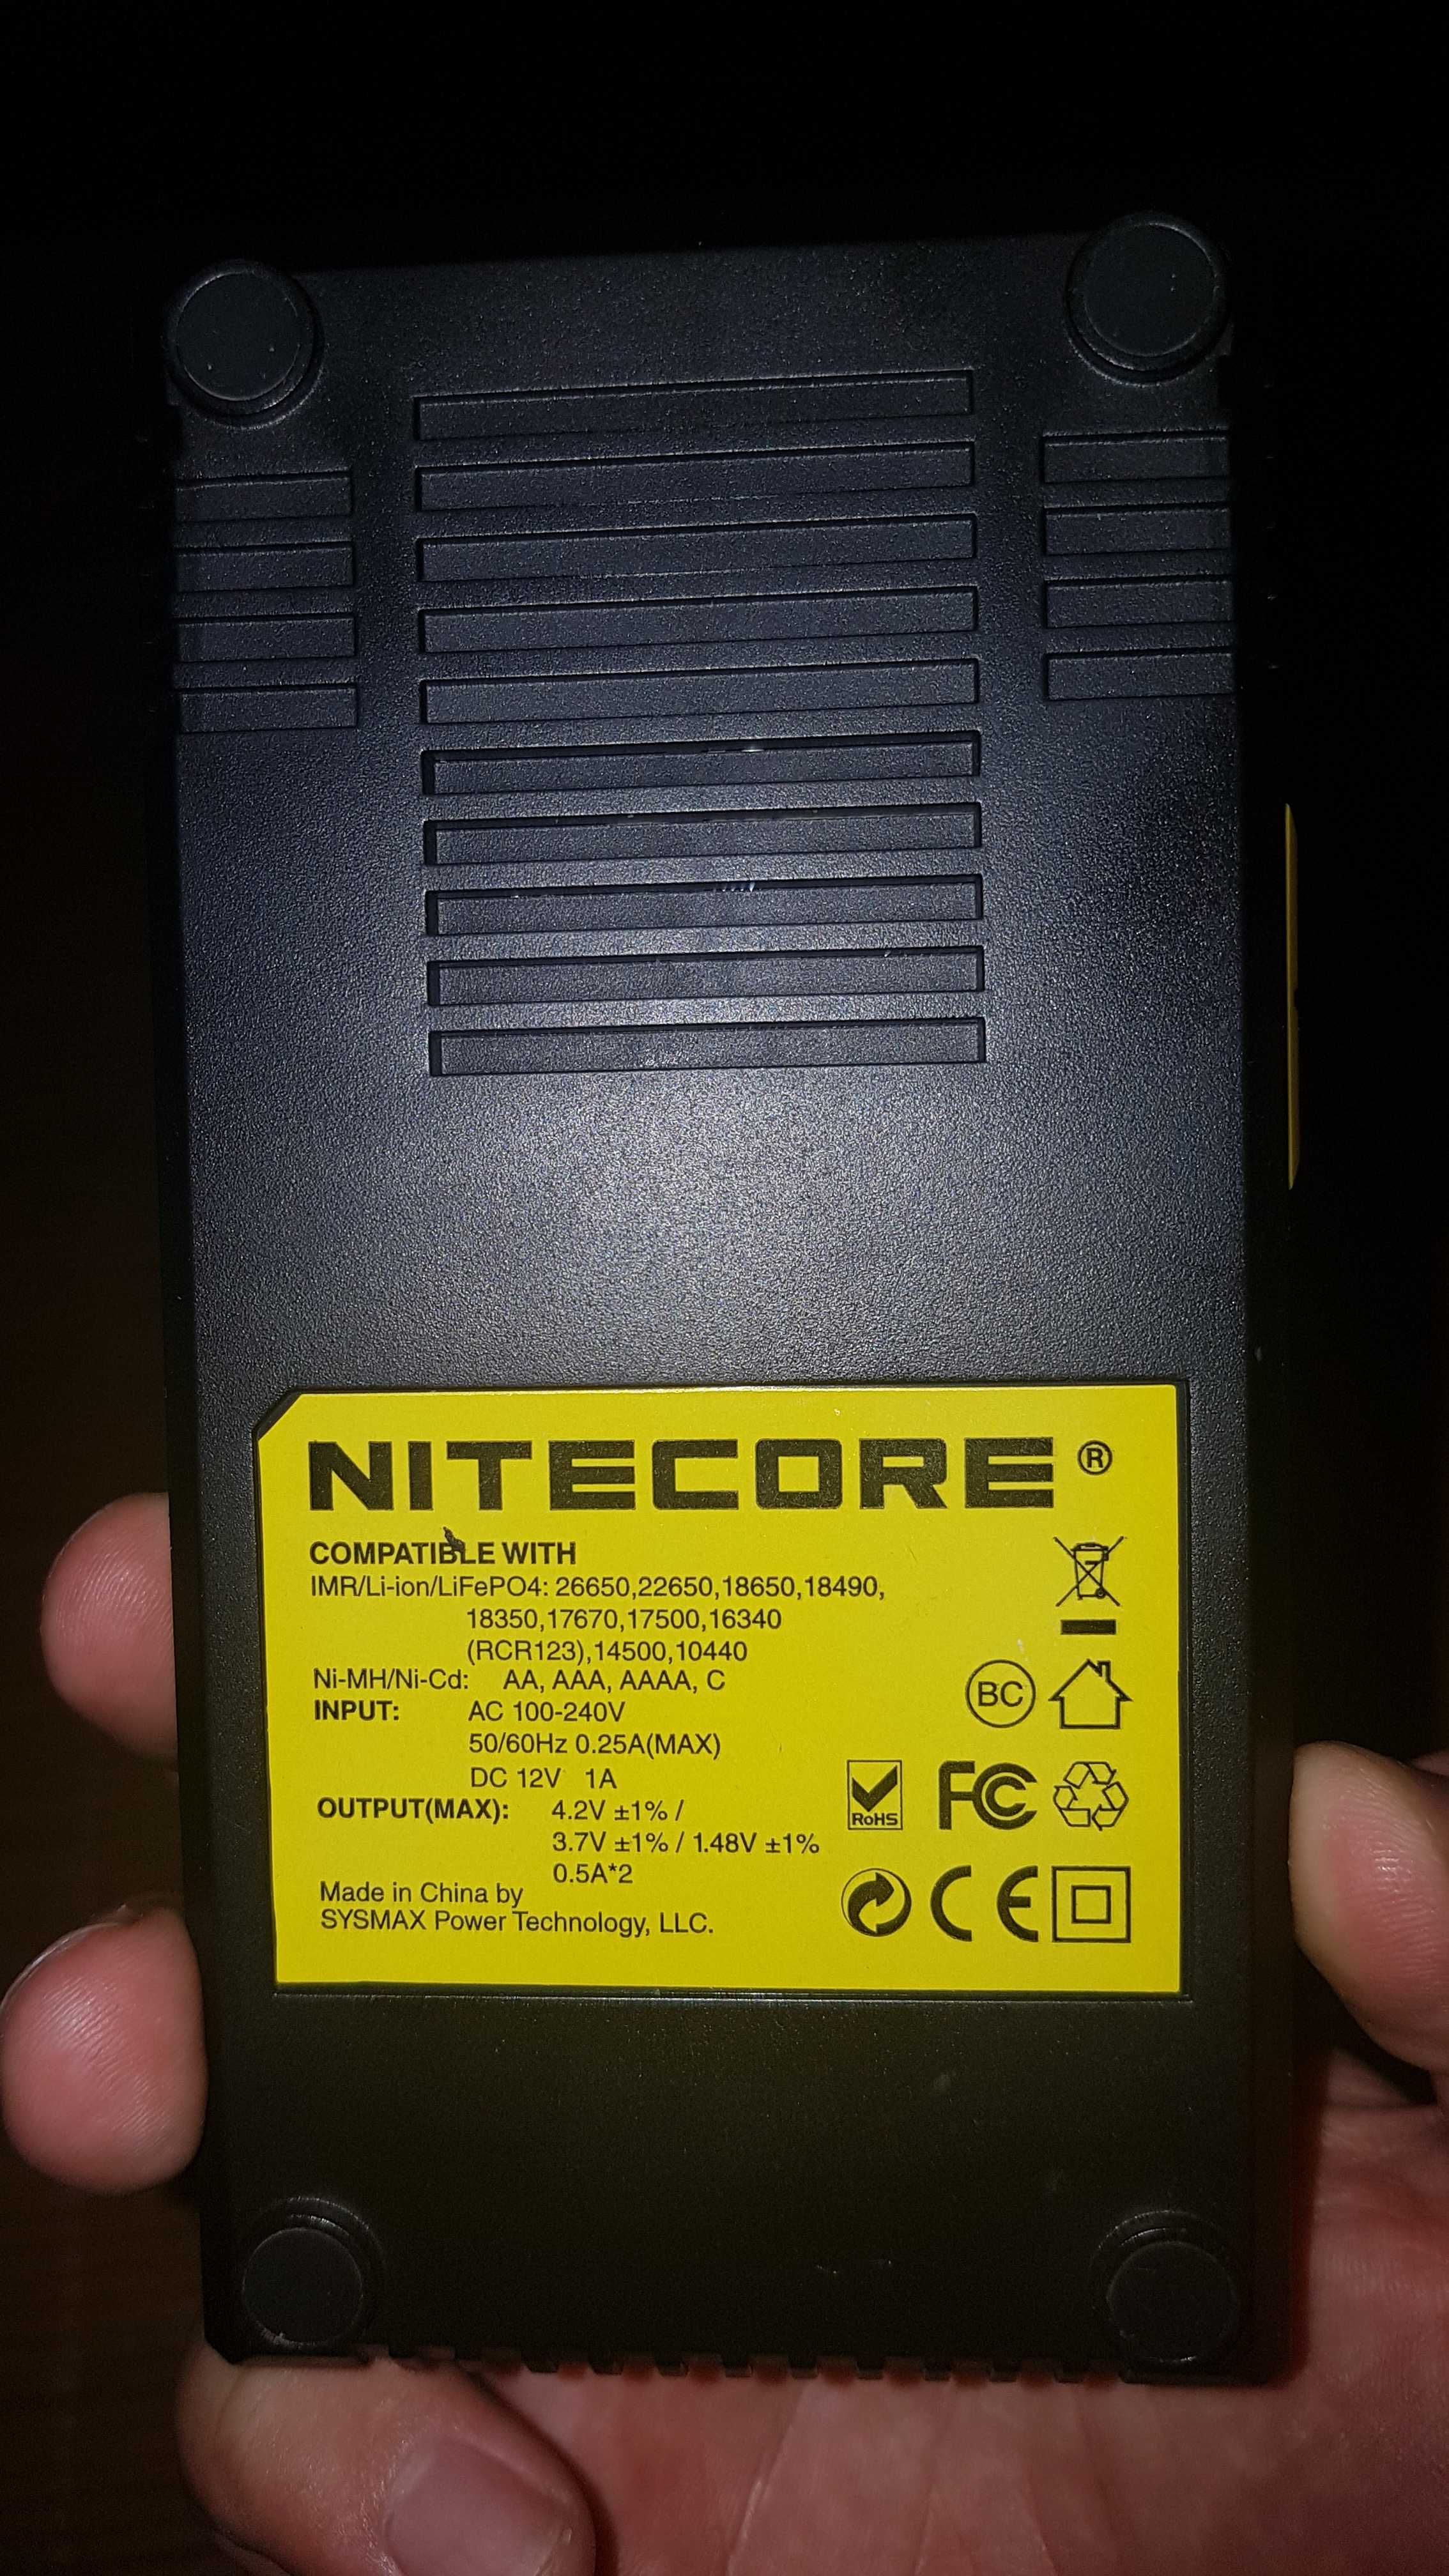 NITECORE ®
COMPATIBLE WITH
IMR/Li-ion/LiFePO4: 26650,22650,18650,18490,
18350,17670,17500,16340
(RCR123),14500,10440
Ni-MH/Ni-Cd: AA, AAA, AAAA, C
INPUT: AC 100-240V
50/60Hz 0.25A(MAX)
DC 12V 1A
OUTPUT(MAX): 4.2V ±1% /
3.7V ±1% / 1.48V ±1%
0.5A*2
Made in China by
SYSMAX Power Technology, LLC.
BC
RoHS
FC
CE